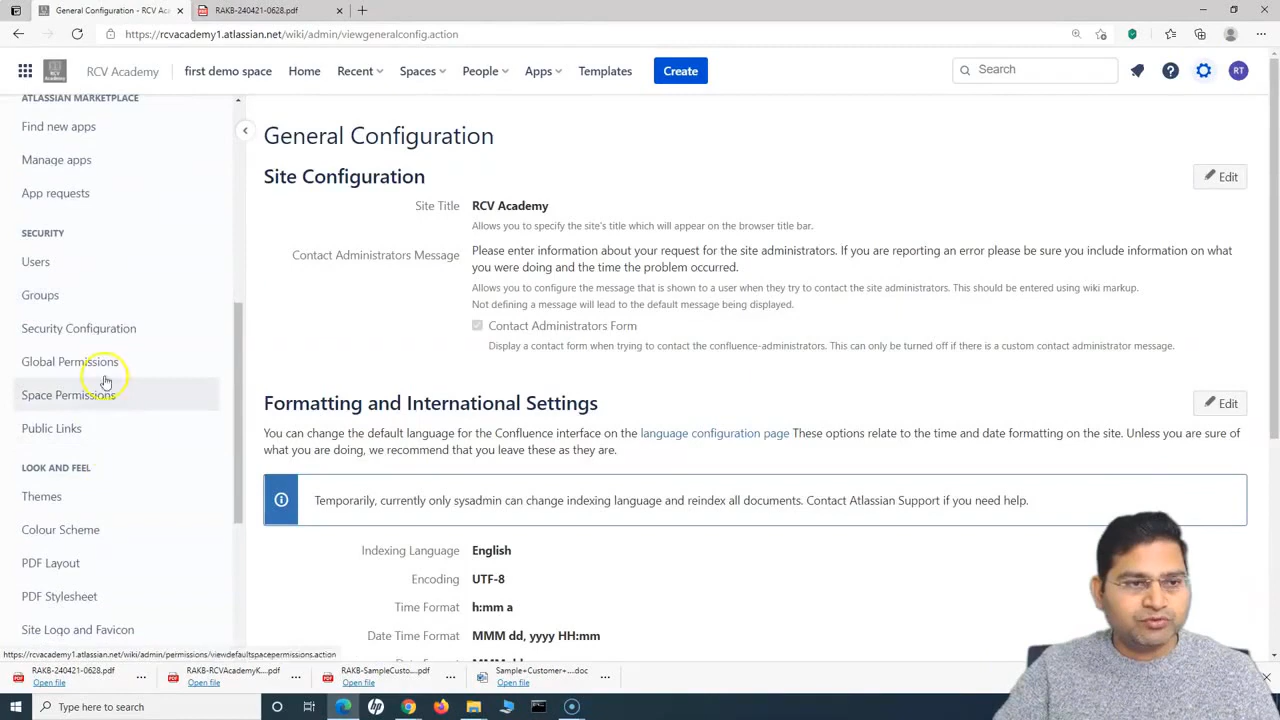 General Configuration - RCV Aca
RAKB-240421-0628.pdf
https://rcvacademy1.atlassian.net/wiki/admin/viewgeneralconfig.action
RCV Academy
first demo space
Home
Recent
Spaces
People
Apps
Templates
Create
Search
RT
ATLASSIAN MARKETPLACE
Find new apps
Manage apps
App requests
SECURITY
Users
Groups
Security Configuration
Global Permissions
Space Permissions
Public Links
LOOK AND FEEL
Themes
Colour Scheme
PDF Layout
PDF Stylesheet
Site Logo and Favicon
General Configuration
Site Configuration
Edit
Site Title RCV Academy
Allows you to specify the site's title which will appear on the browser title bar.
Contact Administrators Message Please enter information about your request for the site administrators. If you are reporting an error please be sure you include information on what
you were doing and the time the problem occurred.
Allows you to configure the message that is shown to a user when they try to contact the site administrators. This should be entered using wiki markup.
Not defining a message will lead to the default message being displayed.
Contact Administrators Form
Display a contact form when trying to contact the confluence-administrators. This can only be turned off if there is a custom contact administrator message.
Formatting and International Settings
Edit
You can change the default language for the Confluence interface on the language configuration page These options relate to the time and date formatting on the site. Unless you are sure of
what you are doing, we recommend that you leave these as they are.
Temporarily, currently only sysadmin can change indexing language and reindex all documents. Contact Atlassian Support if you need help.
Indexing Language English
Encoding UTF-8
Time Format h:mm a
Date Time Format MMM dd, yyyy HH:mm
https://rcvacademy1.atlassian.net/wiki/admin/permissions/viewdefaultspacepermissions.action
RAKB-240421-0628.pdf
Open file
RAKB-RCVAcademyK....pdf
Open file
RAKB-SampleCusto....pdf
Open file
Sample+Customer+....doc
Open file
Type here to search